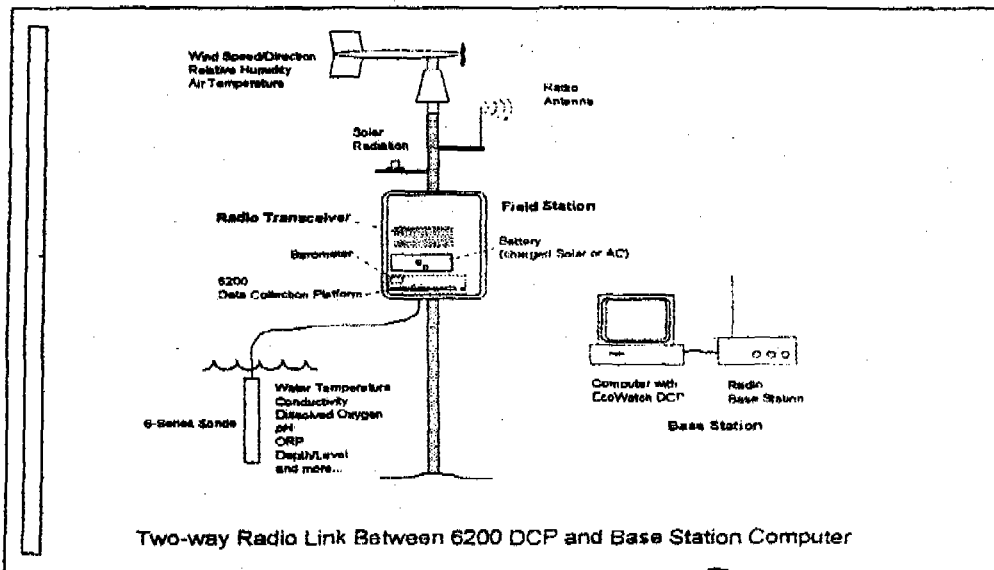 Wind Speed/Direction
Relative Humidity
Air Temperature
Radio
Antenna
Solar
Radiation
Radio Transceiver
Field Station
Barometer
Battery
(charged Solar or AC)
6200
Data Collection Platform
6-Series Sonde
Water Temperature
Conductivity
Dissolved Oxygen
pH
ORP
Depth/Level
and more...
Computer with
EcoWatch DCP
Radio
Base Station
Base Station
Two-way Radio Link Between 6200 DCP and Base Station Computer